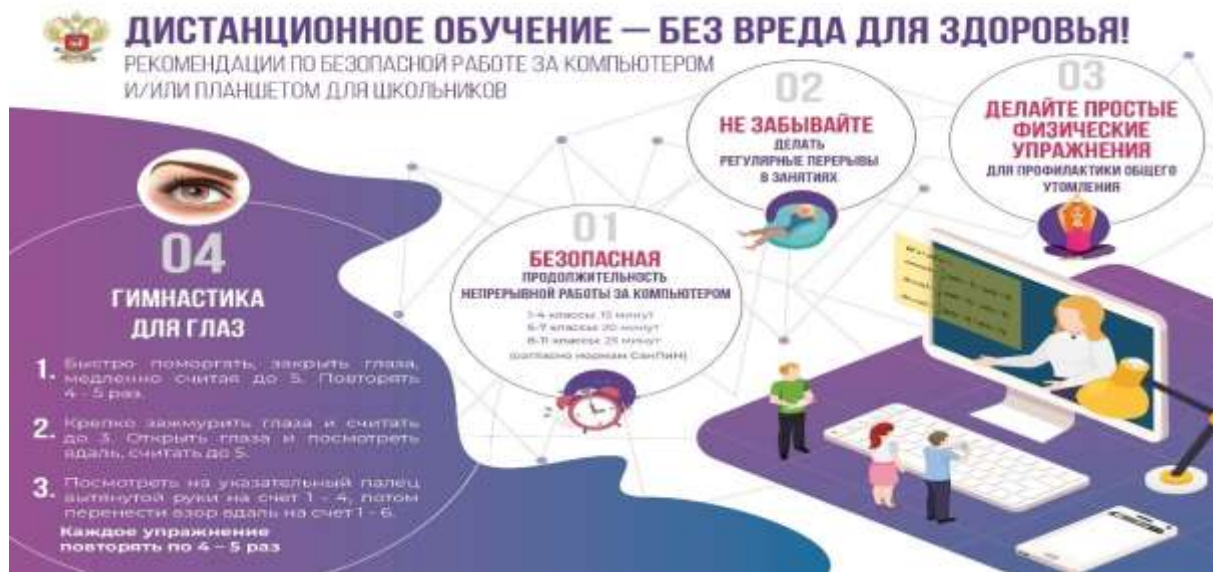 ДИСТАНЦИОННОЕ ОБУЧЕНИЕ — БЕЗ ВРЕДА ДЛЯ ЗДОРОВЬЯ!
РЕКОМЕНДАЦИИ ПО БЕЗОПАСНОЙ РАБОТЕ ЗА КОМПЬЮТЕРОМ
И/ИЛИ ПЛАНШЕТОМ ДЛЯ ШКОЛЬНИКОВ
01
БЕЗОПАСНАЯ
ПРОДОЛЖИТЕЛЬНОСТЬ
НЕПРЕРЫВНОЙ РАБОТЫ ЗА КОМПЬЮТЕРОМ
1-4 классы: 15 минут
5-7 классы: 20 минут
8-11 классы: 25 минут
(согласно нормам СанПиН)
02
НЕ ЗАБЫВАЙТЕ
ДЕЛАТЬ
РЕГУЛЯРНЫЕ ПЕРЕРЫВЫ
В ЗАНЯТИЯХ
03
ДЕЛАЙТЕ ПРОСТЫЕ
ФИЗИЧЕСКИЕ
УПРАЖНЕНИЯ
ДЛЯ ПРОФИЛАКТИКИ ОБЩЕГО
УТОМЛЕНИЯ
04
ГИМНАСТИКА
ДЛЯ ГЛАЗ
1. Быстро поморгать, закрыть глаза,
медленно считая до 5. Повторять
4 - 5 раз.
2. Крепко зажмурить глаза и считать
до 3. Открыть глаза и посмотреть
вдаль, считать до 5.
3. Посмотреть на указательный палец
вытянутой руки на счет 1 - 4, потом
перенести взор вдаль на счет 1 - 6.
Каждое упражнение
повторять по 4 – 5 раз